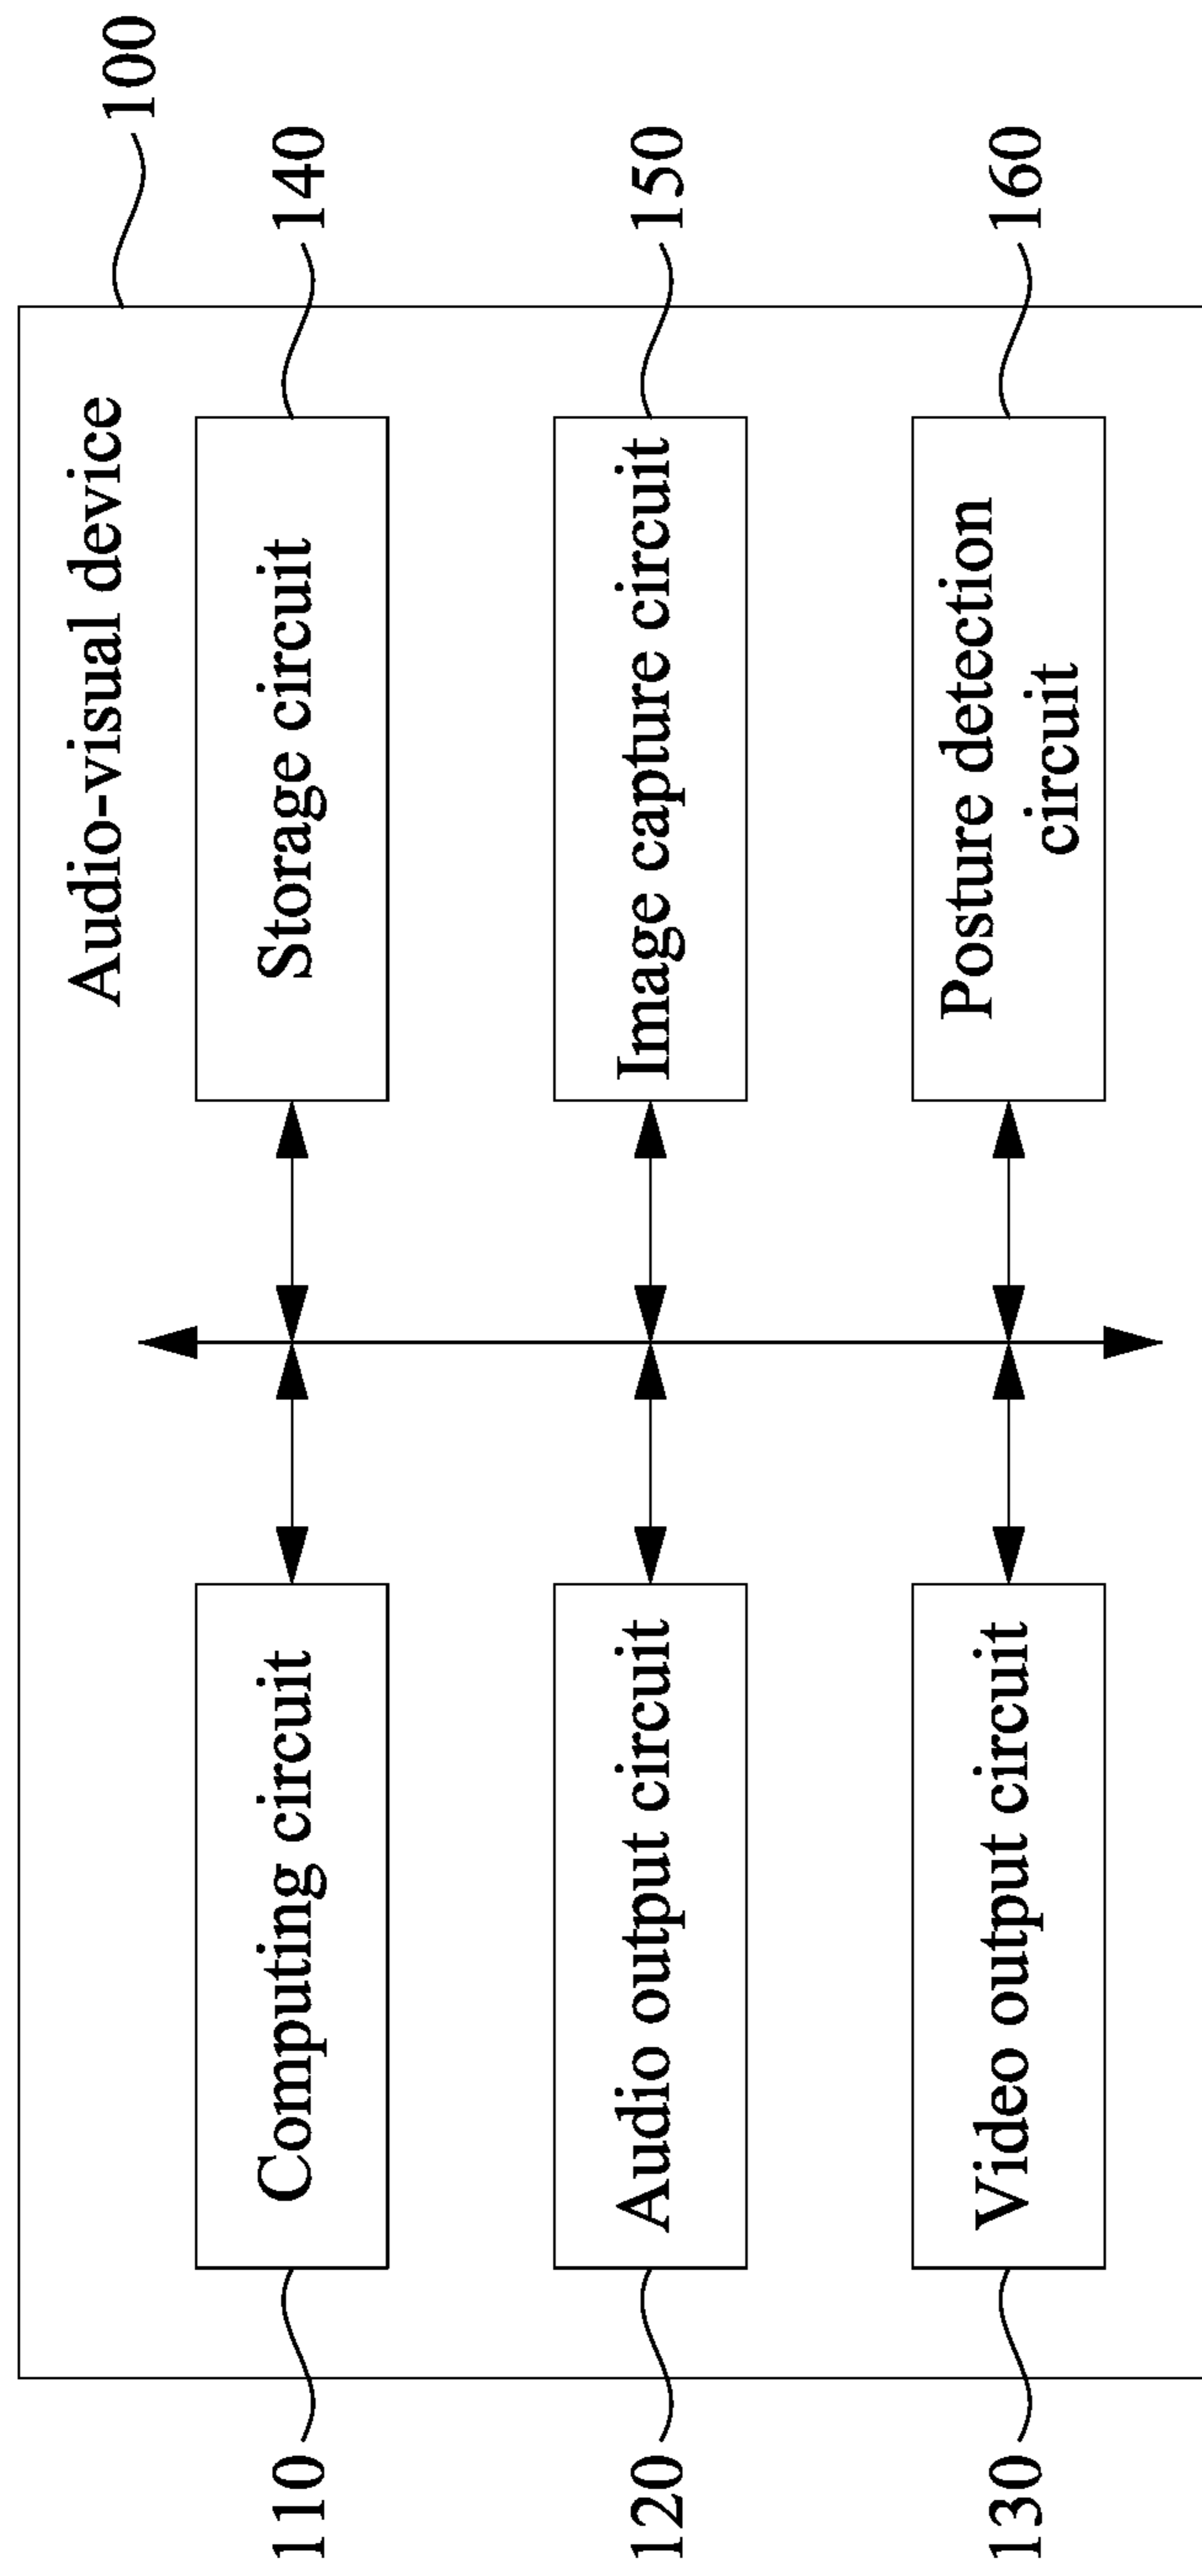 100
Audio-visual device
110
Computing circuit
Storage circuit
140
120
Audio output circuit
Image capture circuit
150
130
Video output circuit
Posture detection
circuit
160